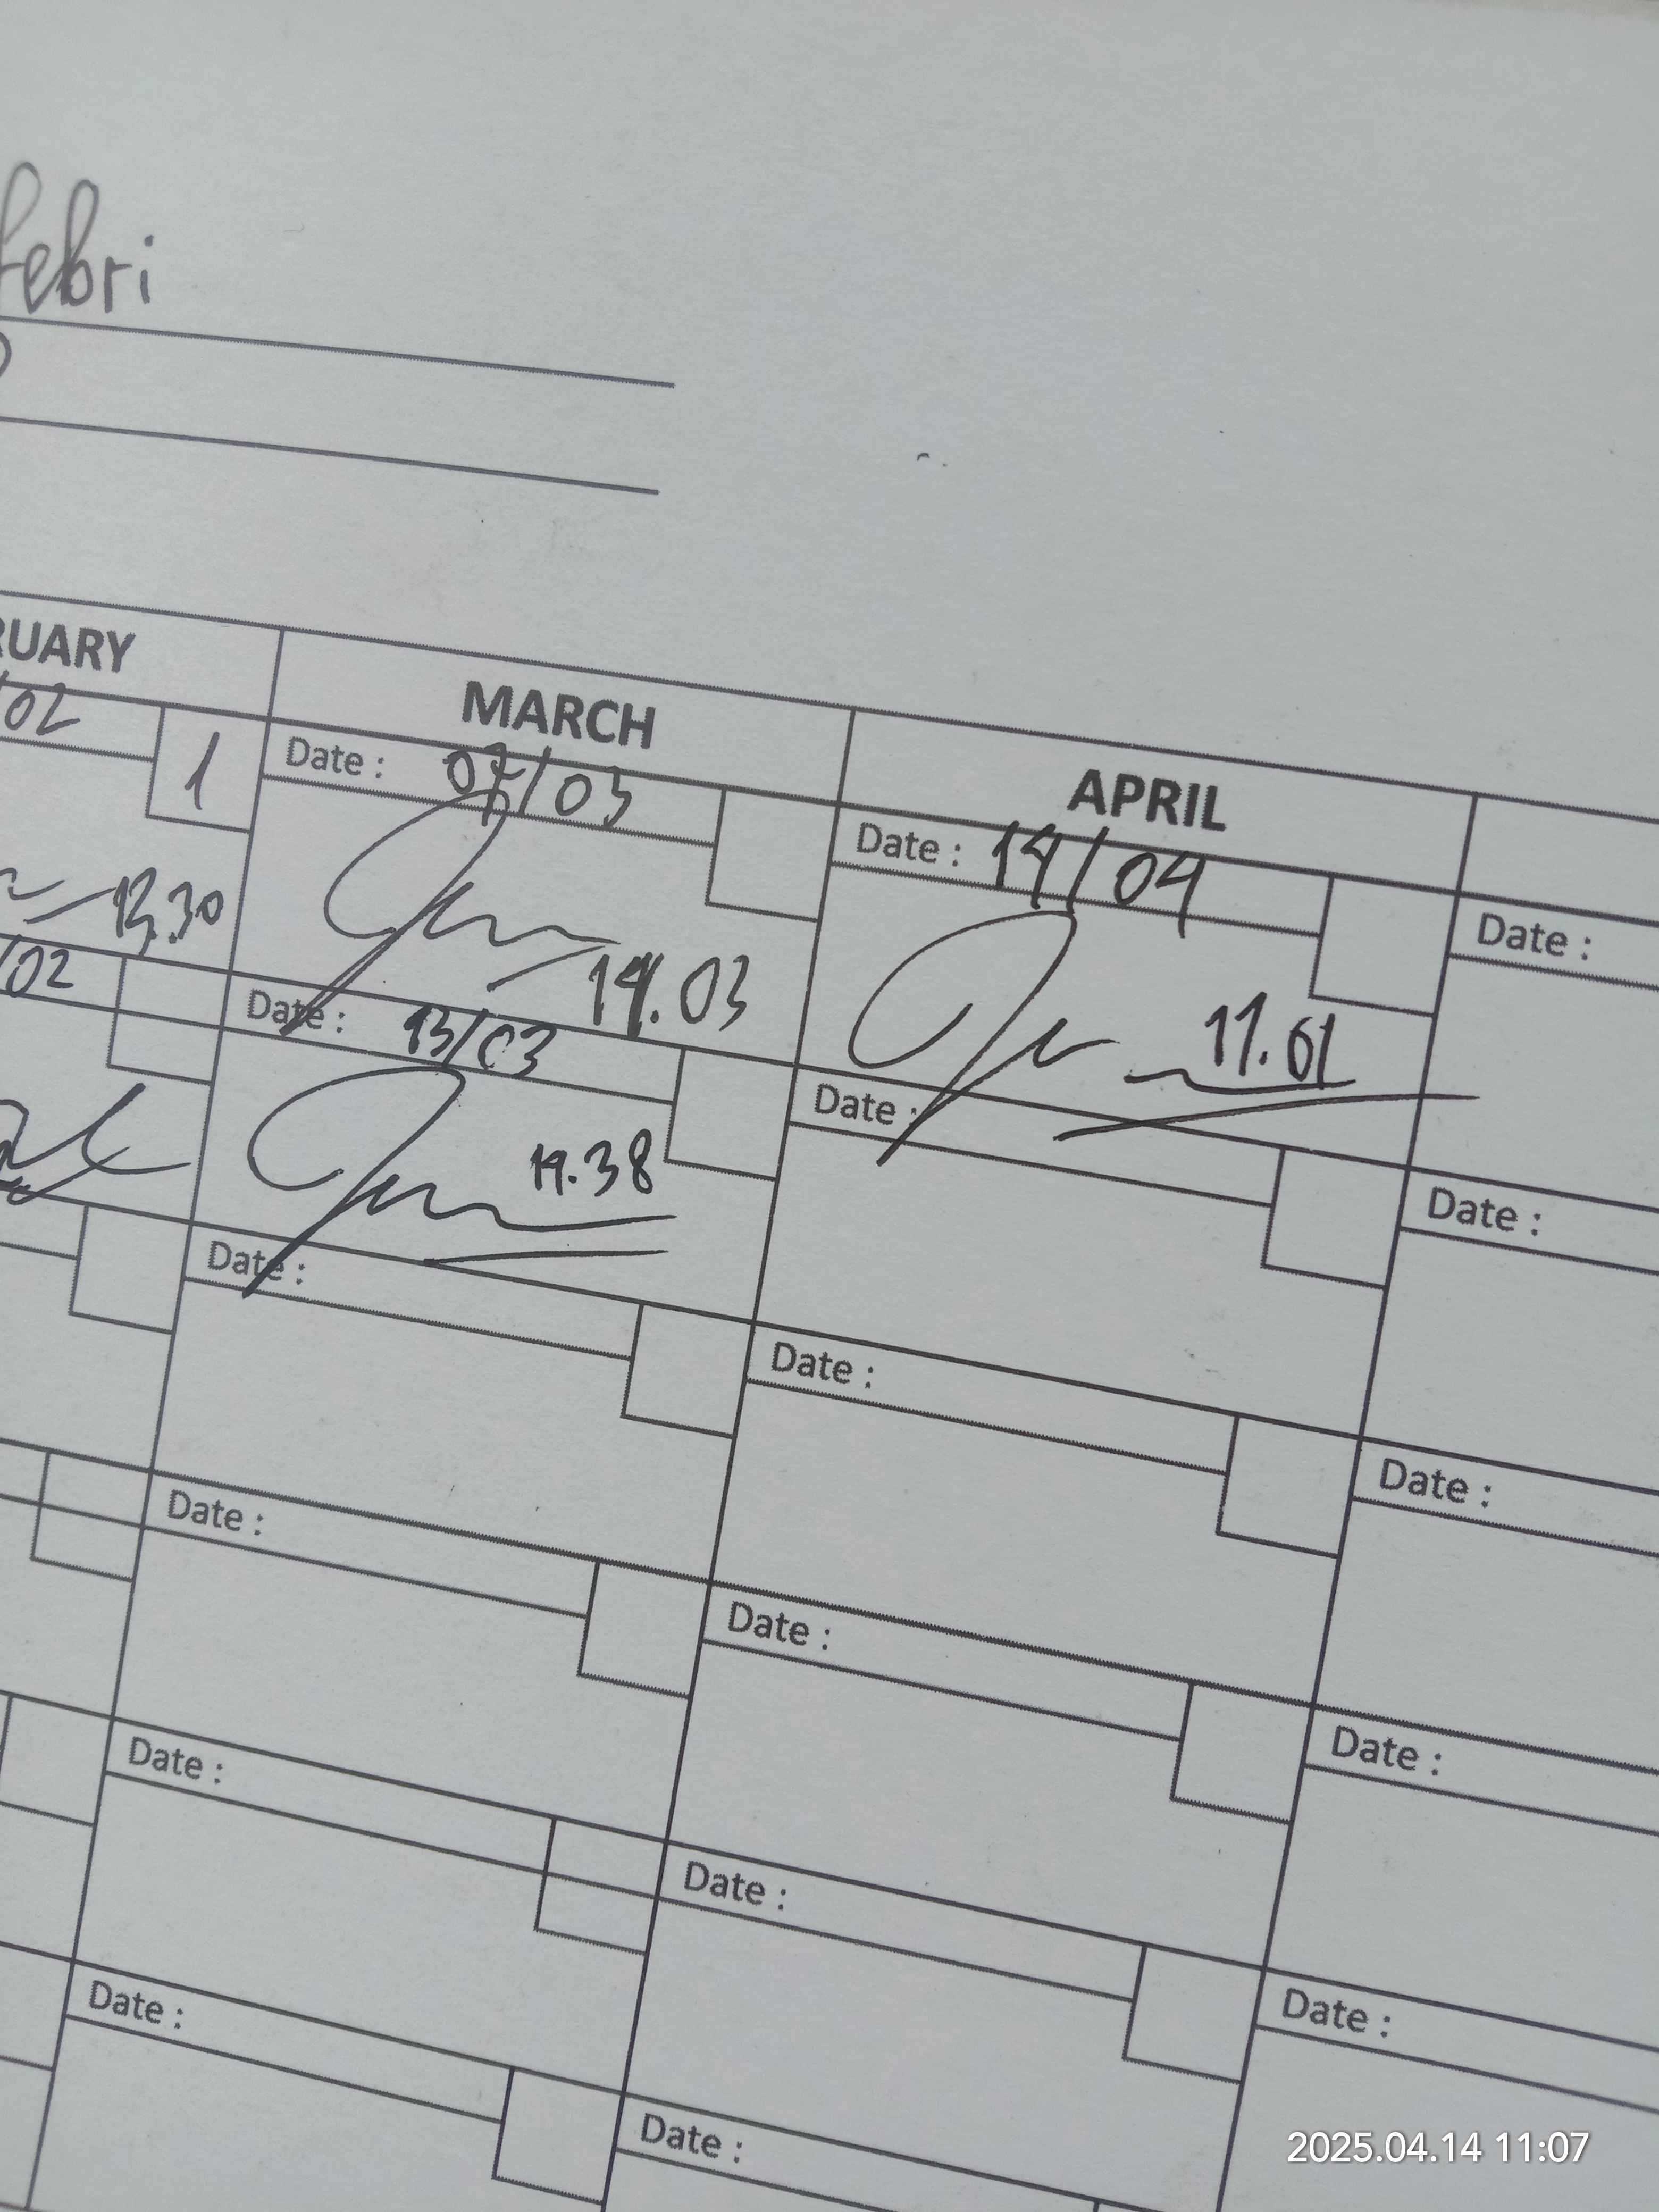 febri
RUARY
MARCH
APRIL
/02
1
Date : 07/03
Date : 14/04
Date :
13.30
14.03
11.01
/02
Date : 13/03
Date :
Date :
14.38
Date :
Date :
Date :
Date :
Date :
Date :
Date :
Date :
Date :
Date :
Date :
2025.04.14 11:07